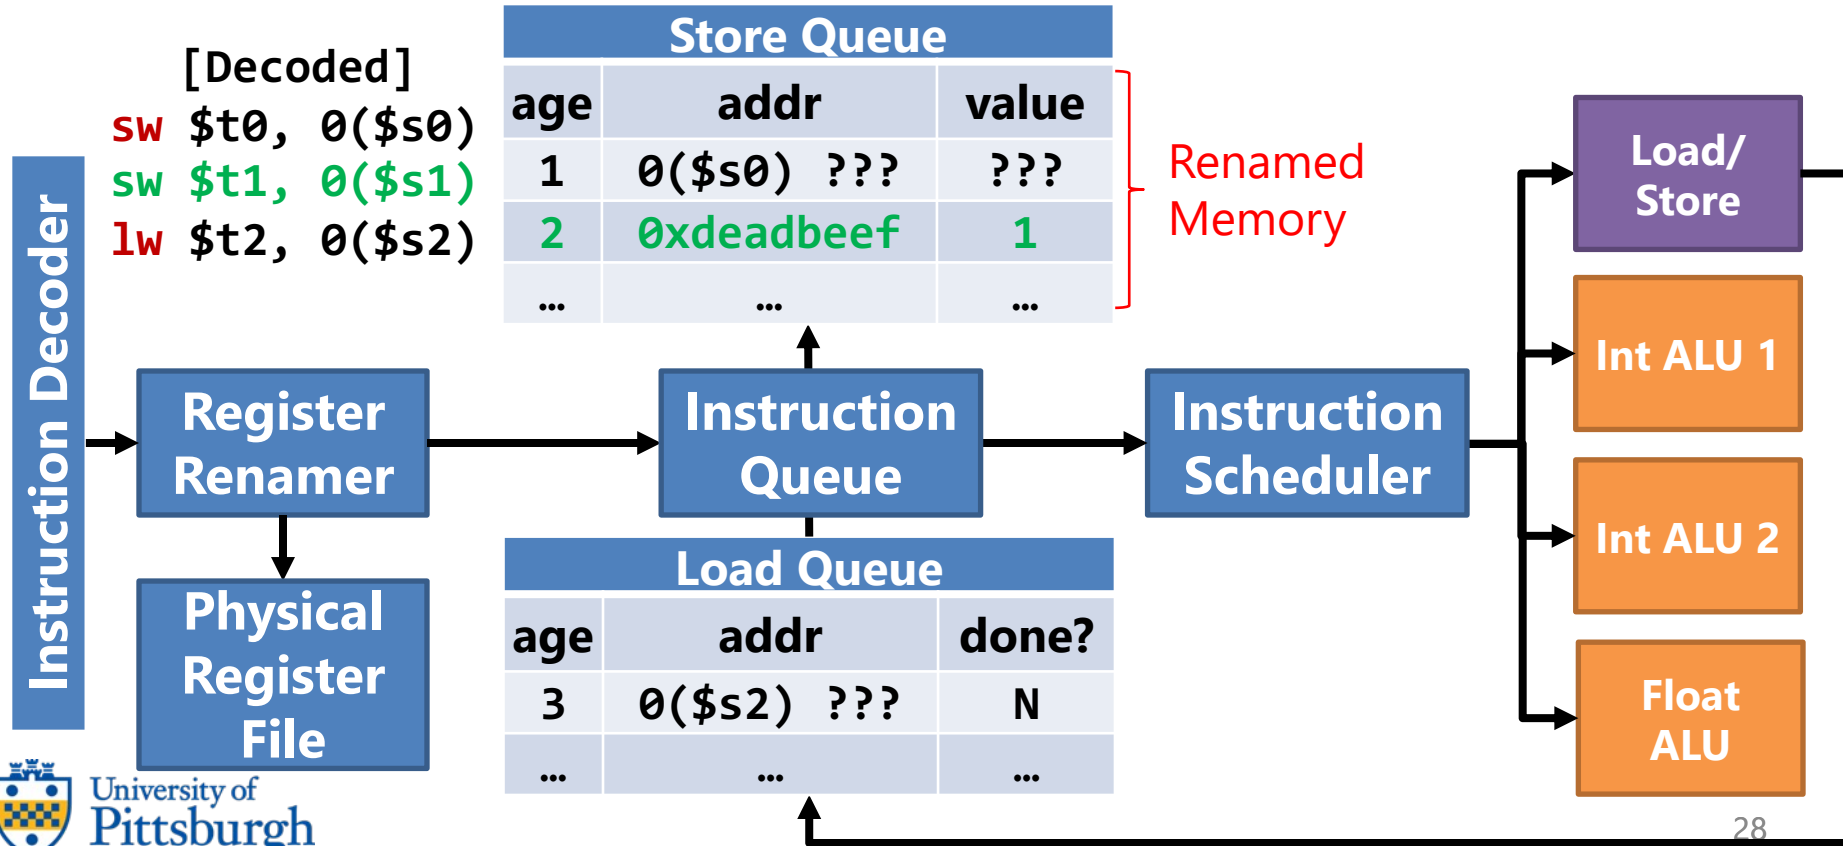 [Decoded]
sw $t0, 0($s0)
sw $t1, 0($s1)
lw $t2, 0($s2)
Store Queue
age addr value
1 0($s0) ??? ???
2 0xdeadbeef 1
… … …
Renamed
Memory
Instruction Decoder
Register
Renamer
Physical
Register
File
Instruction
Queue
Load Queue
age addr done?
3 0($s2) ??? N
… … …
Instruction
Scheduler
Load/
Store
Int ALU 1
Int ALU 2
Float
ALU
University of
Pittsburgh
28